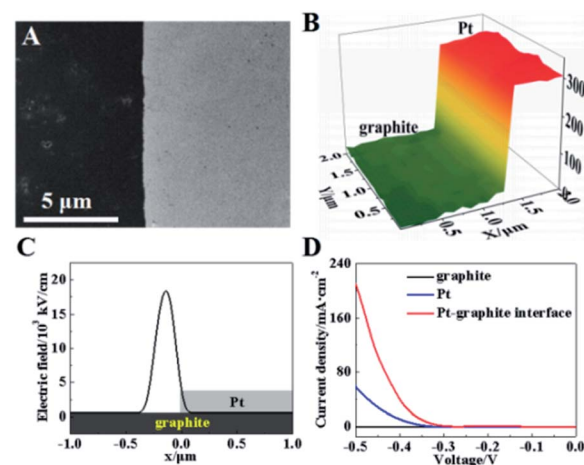 A
5 μm
B
Pt
graphite
300
200
100
0
2.0
1.5
1.0
0.5
Y/μm
0.5
1.0
1.5
X/μm
C
Electric field/10³ kV/cm
20
15
10
5
0
Pt
graphite
-1.0
-0.5
0.0
0.5
1.0
x/μm
D
Current density/mA·cm⁻²
240
160
80
0
graphite
Pt
Pt-graphite interface
-0.5
-0.4
-0.3
-0.2
-0.1
0.0
Voltage/V